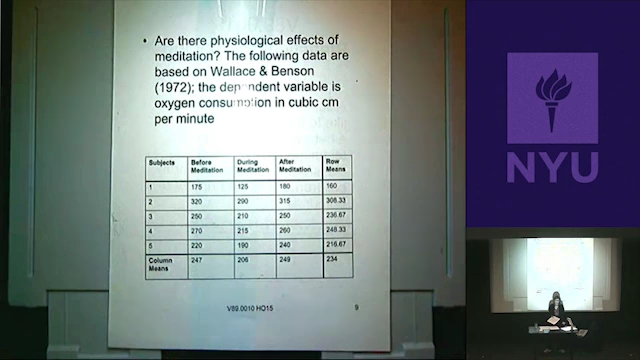 • Are there physiological effects of
meditation? The following data are
based on Wallace & Benson
(1972); the dependent variable is
oxygen consumption in cubic cm
per minute
Subjects Before Meditation During Meditation After Meditation Row Means
1 175 125 180 160
2 320 290 315 308.33
3 250 210 250 236.67
4 270 215 260 248.33
5 220 190 240 216.67
Column Means 247 206 249 234
V89.0010 HO15 9
NYU